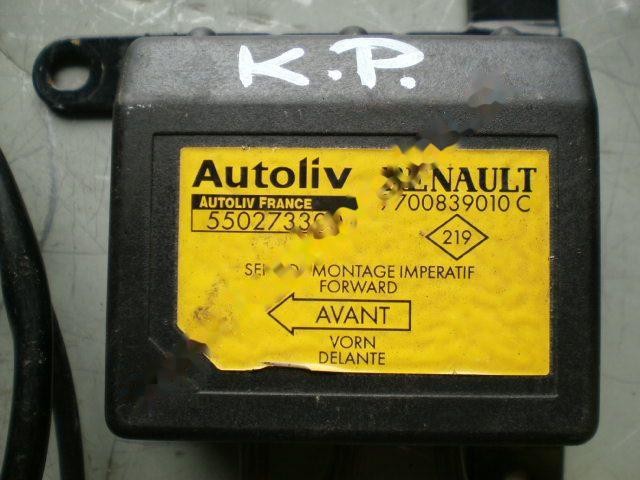 K.P.
Autoliv RENAULT
AUTOLIV FRANCE 7700839010 C
219
MONTAGE IMPERATIF
FORWARD
AVANT
VORN
DELANTE